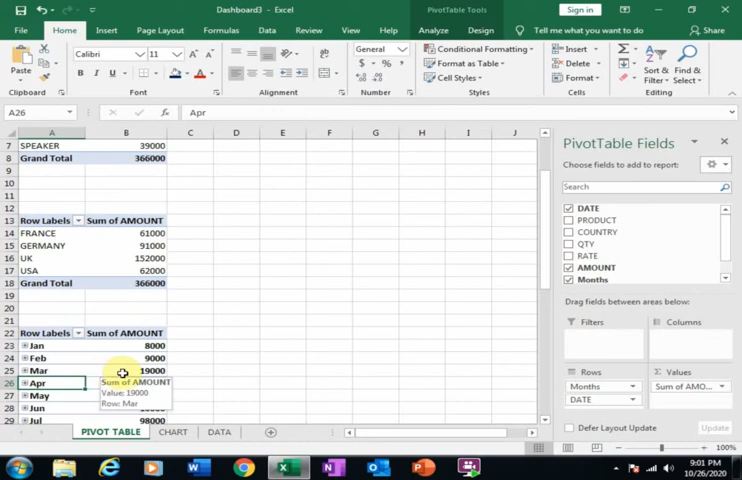 Dashboard3 - Excel
PivotTable Tools
Sign in
File
Home
Insert
Page Layout
Formulas
Data
Review
View
Help
Analyze
Design
Tell me what you want to do
Share
Paste
Calibri
11
A A
B I U
General
$ % ,
Conditional Formatting
Format as Table
Cell Styles
Insert
Delete
Format
Sort &
Filter
Find &
Select
Clipboard
Font
Alignment
Number
Styles
Cells
Editing
A26
fx
Apr
A B C D E F G H I J
7 SPEAKER 39000
8 Grand Total 366000
9
10
11
12
13 Row Labels Sum of AMOUNT
14 FRANCE 61000
15 GERMANY 91000
16 UK 152000
17 USA 62000
18 Grand Total 366000
19
20
21
22 Row Labels Sum of AMOUNT
23 Jan 8000
24 Feb 9000
25 Mar 19000
26 Apr
27 May
28 Jun
29 Jul 98000
Sum of AMOUNT
Value: 19000
Row: Mar
PivotTable Fields
Choose fields to add to report:
Search
DATE
PRODUCT
COUNTRY
QTY
RATE
AMOUNT
Months
Drag fields between areas below:
Filters
Columns
Rows
Months
DATE
Σ Values
Sum of AMO...
Defer Layout Update
Update
PIVOT TABLE
CHART
DATA
100%
9:01 PM
10/26/2020